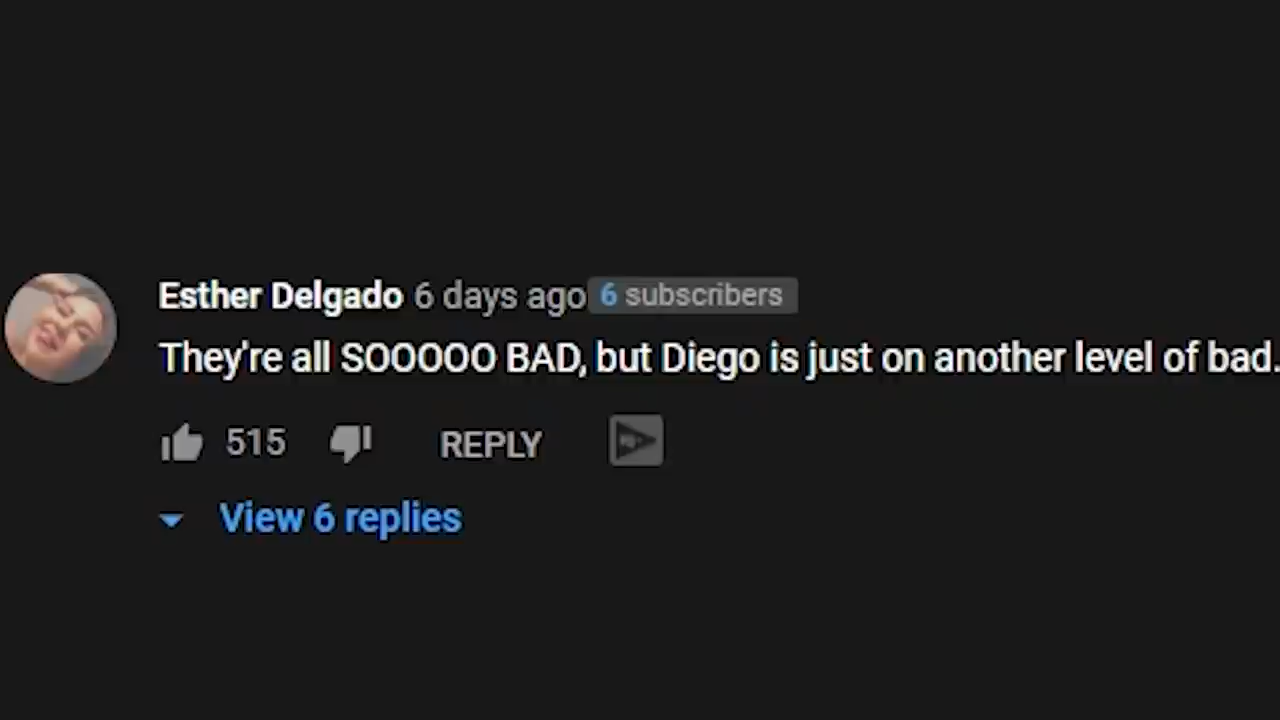 Esther Delgado 6 days ago 6 subscribers
They're all SOOOOO BAD, but Diego is just on another level of bad.
515 REPLY
View 6 replies